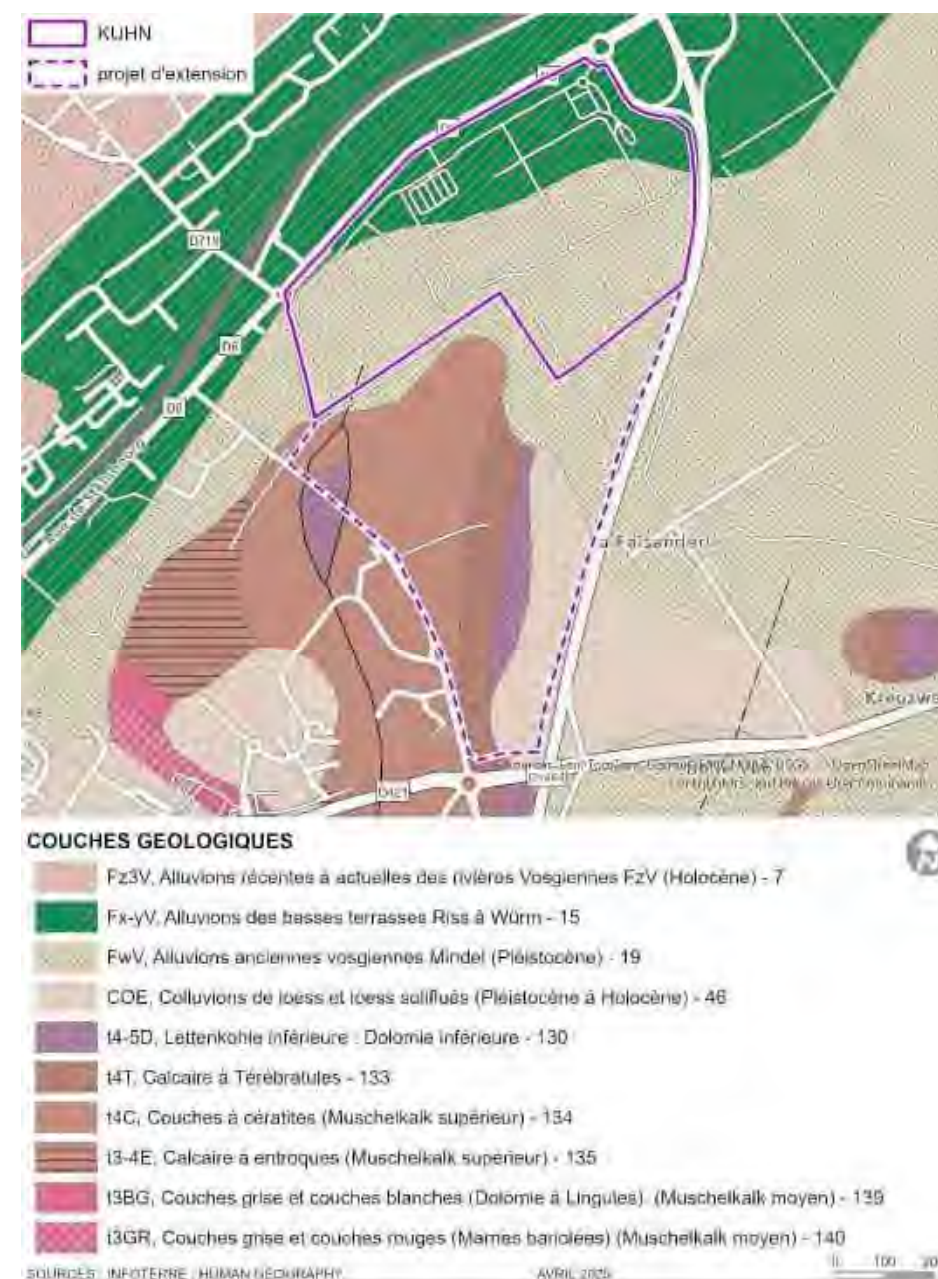 KUHN
projet d'extension
D719
D6
D6
la Faisanderi
Kreuzwe
D421
COUCHES GEOLOGIQUES
Fz3V, Alluvions récentes à actuelles des rivières Vosgiennes FzV (Holocène) - 7
Fx-yV, Alluvions des basses terrasses Riss à Würm - 15
FwV, Alluvions anciennes vosgiennes Mindel (Pléistocène) - 19
COE, Colluvions de loess et loess soliflués (Pléistocène à Holocène) - 46
t4-5D, Lettenkohle inférieure : Dolomie inférieure - 130
t4T, Calcaire à Térébratules - 133
t4C, Couches à cératites (Muschelkalk supérieur) - 134
t3-4E, Calcaire à entroques (Muschelkalk supérieur) - 135
t3BG, Couches grise et couches blanches (Dolomie à Lingules) (Muschelkalk moyen) - 139
t3GR, Couches grise et couches rouges (Marnes bariolées) (Muschelkalk moyen) - 140
SOURCES : INFOTERRE, HUMAN GEOGRAPHY
AVRIL 2025
0 100